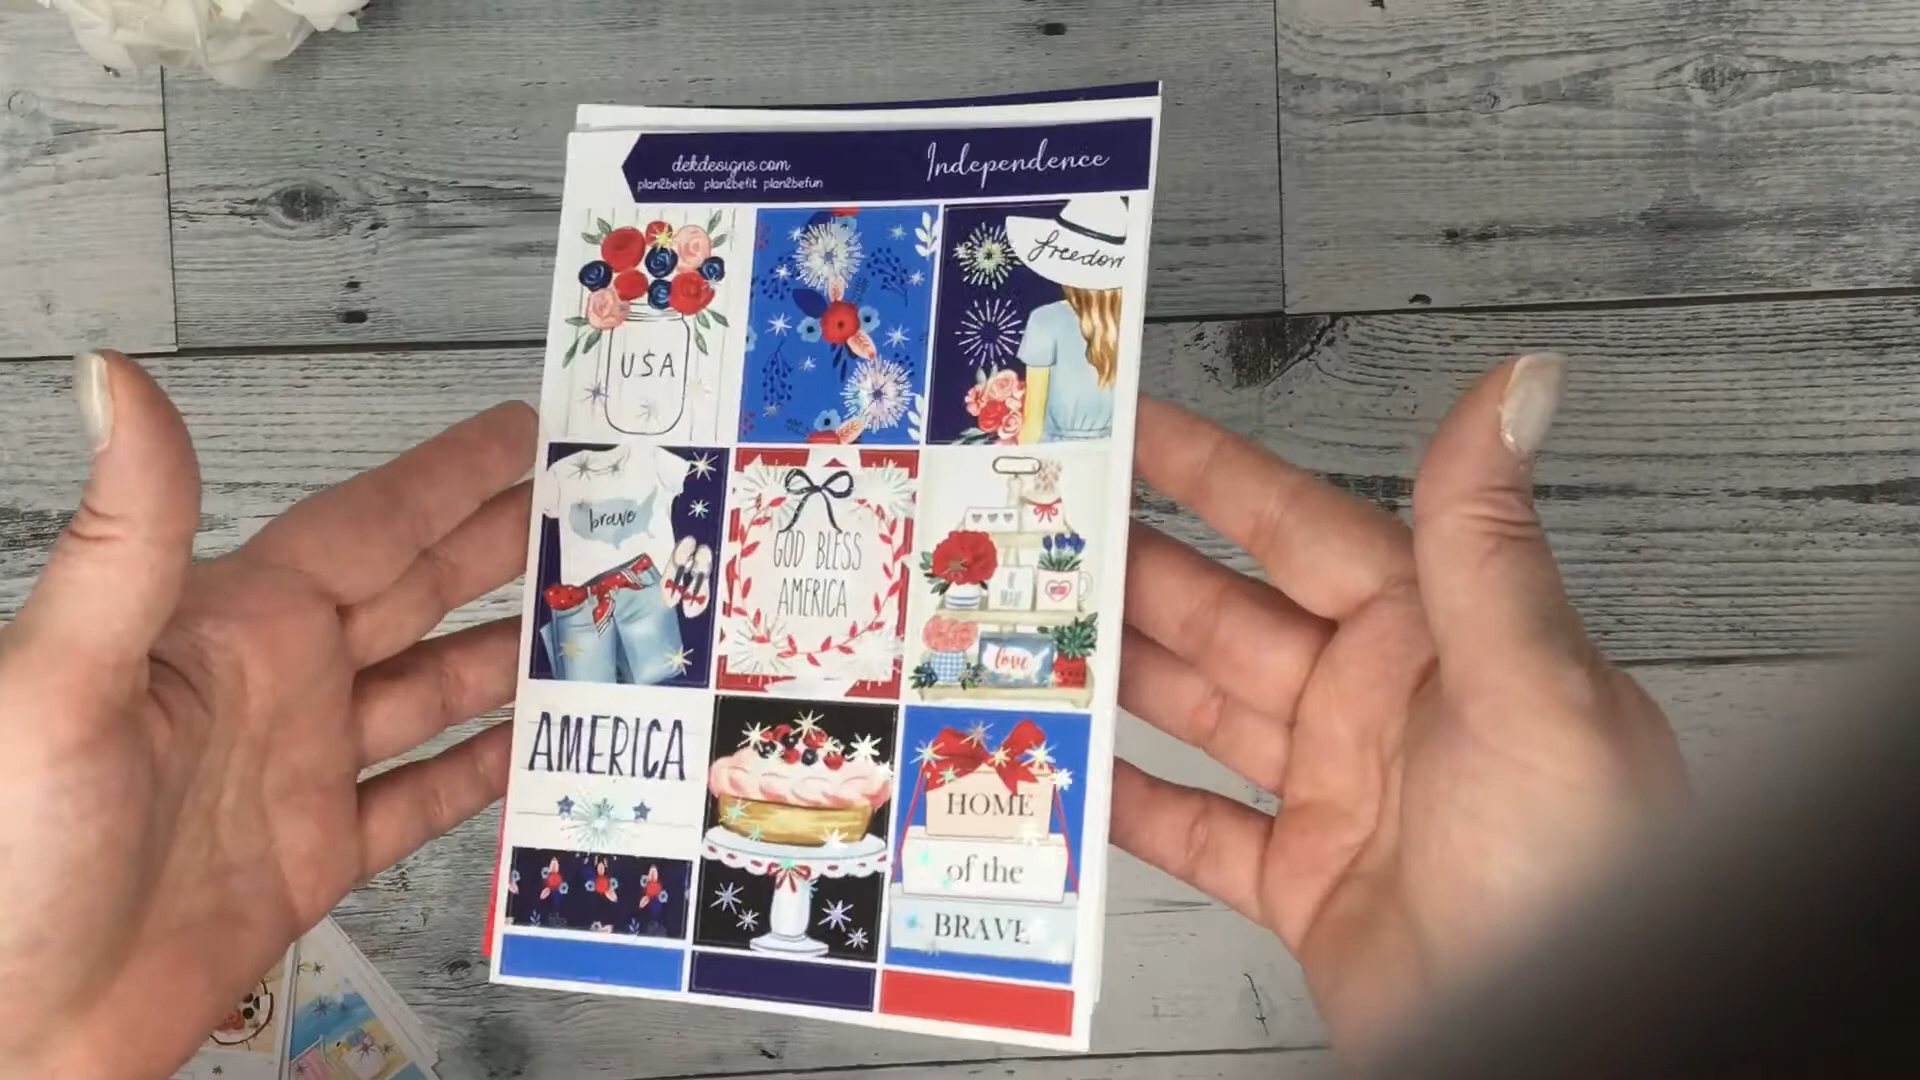 dekdesigns.com
plan2befab plan2befit plan2befun
Independence
USA
freedom
brave
GOD BLESS
AMERICA
love
AMERICA
HOME
of the
BRAVE